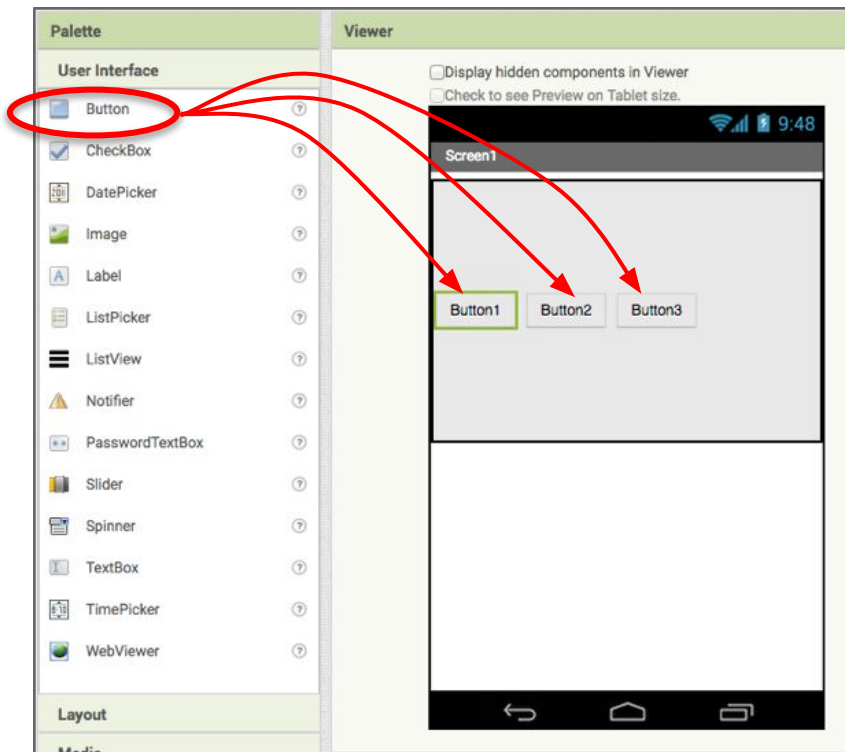 Palette
User Interface
Button
CheckBox
DatePicker
Image
Label
ListPicker
ListView
Notifier
PasswordTextBox
Slider
Spinner
TextBox
TimePicker
WebViewer
Layout
Media
Viewer
Display hidden components in Viewer
Check to see Preview on Tablet size.
9:48
Screen1
Button1 Button2 Button3